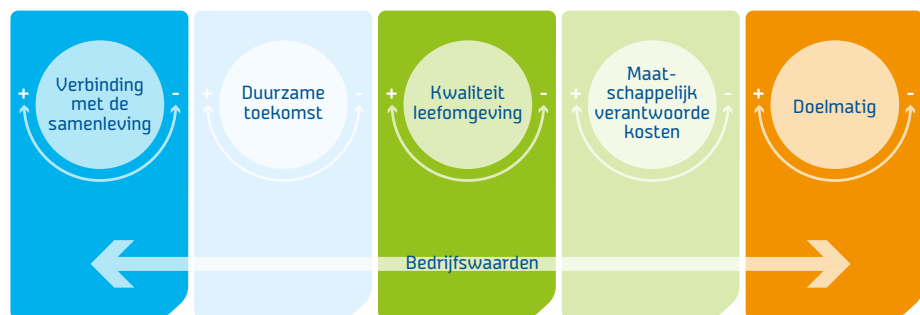 + Verbinding met de samenleving -
+ Duurzame toekomst -
+ Kwaliteit leefomgeving -
+ Maat-
schappelijk
verantwoorde
kosten -
+ Doelmatig -
Bedrijfswaarden